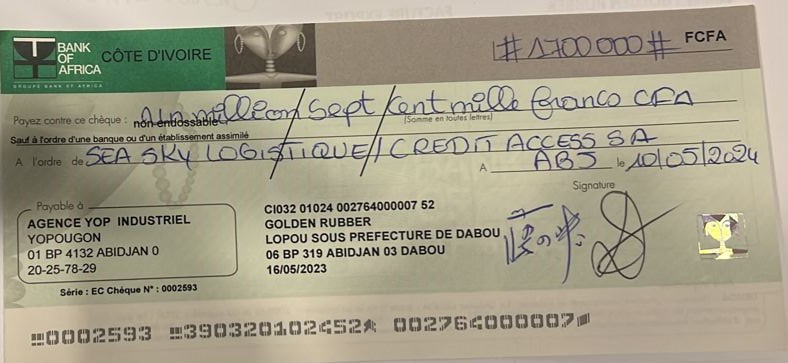 BANK OF AFRICA
GROUPE BANK OF AFRICA
CÔTE D'IVOIRE
#1700000# FCFA
Payez contre ce chèque : Un million/Sept/Cent mille francs CFA
non-endossable
(Somme en toutes lettres)
Sauf à l'ordre d'une banque ou d'un établissement assimilé
A l'ordre de SEA SKY LOGISTIQUE/CREDIT ACCESS SA
A ABJ le 10/05/2024
Signature
Payable à
AGENCE YOP INDUSTRIEL
YOPOUGON
01 BP 4132 ABIDJAN 0
20-25-78-29
CI032 01024 002764000007 52
GOLDEN RUBBER
LOPOU SOUS PREFECTURE DE DABOU
06 BP 319 ABIDJAN 03 DABOU
16/05/2023
Série : EC Chéque N° : 0002593
0002593 390320102452 002764000007